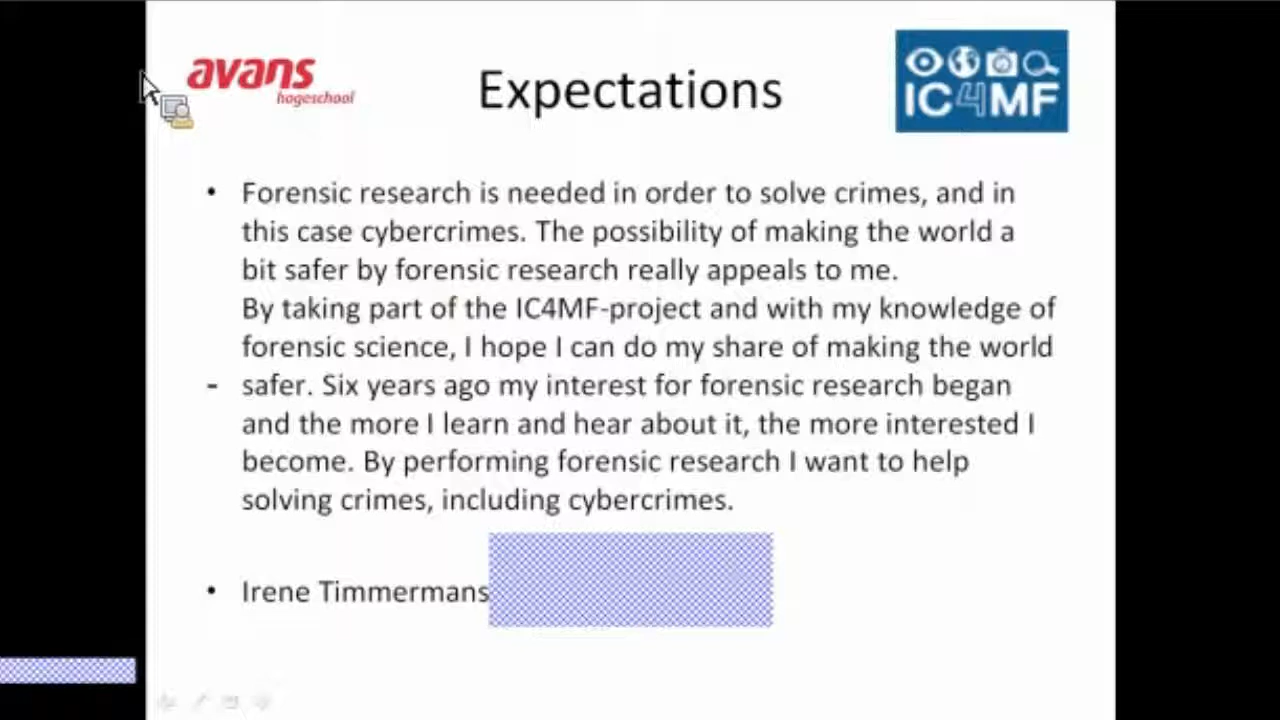 avans
hogeschool
Expectations
IC4MF
• Forensic research is needed in order to solve crimes, and in
this case cybercrimes. The possibility of making the world a
bit safer by forensic research really appeals to me.
By taking part of the IC4MF-project and with my knowledge of
forensic science, I hope I can do my share of making the world
- safer. Six years ago my interest for forensic research began
and the more I learn and hear about it, the more interested I
become. By performing forensic research I want to help
solving crimes, including cybercrimes.
• Irene Timmermans